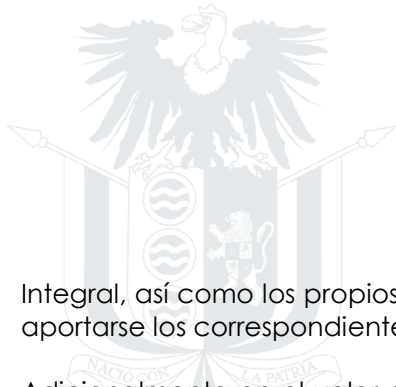 Integral, así como los propios
aportarse los correspondiente
NACIÓ CON LA PATRIA